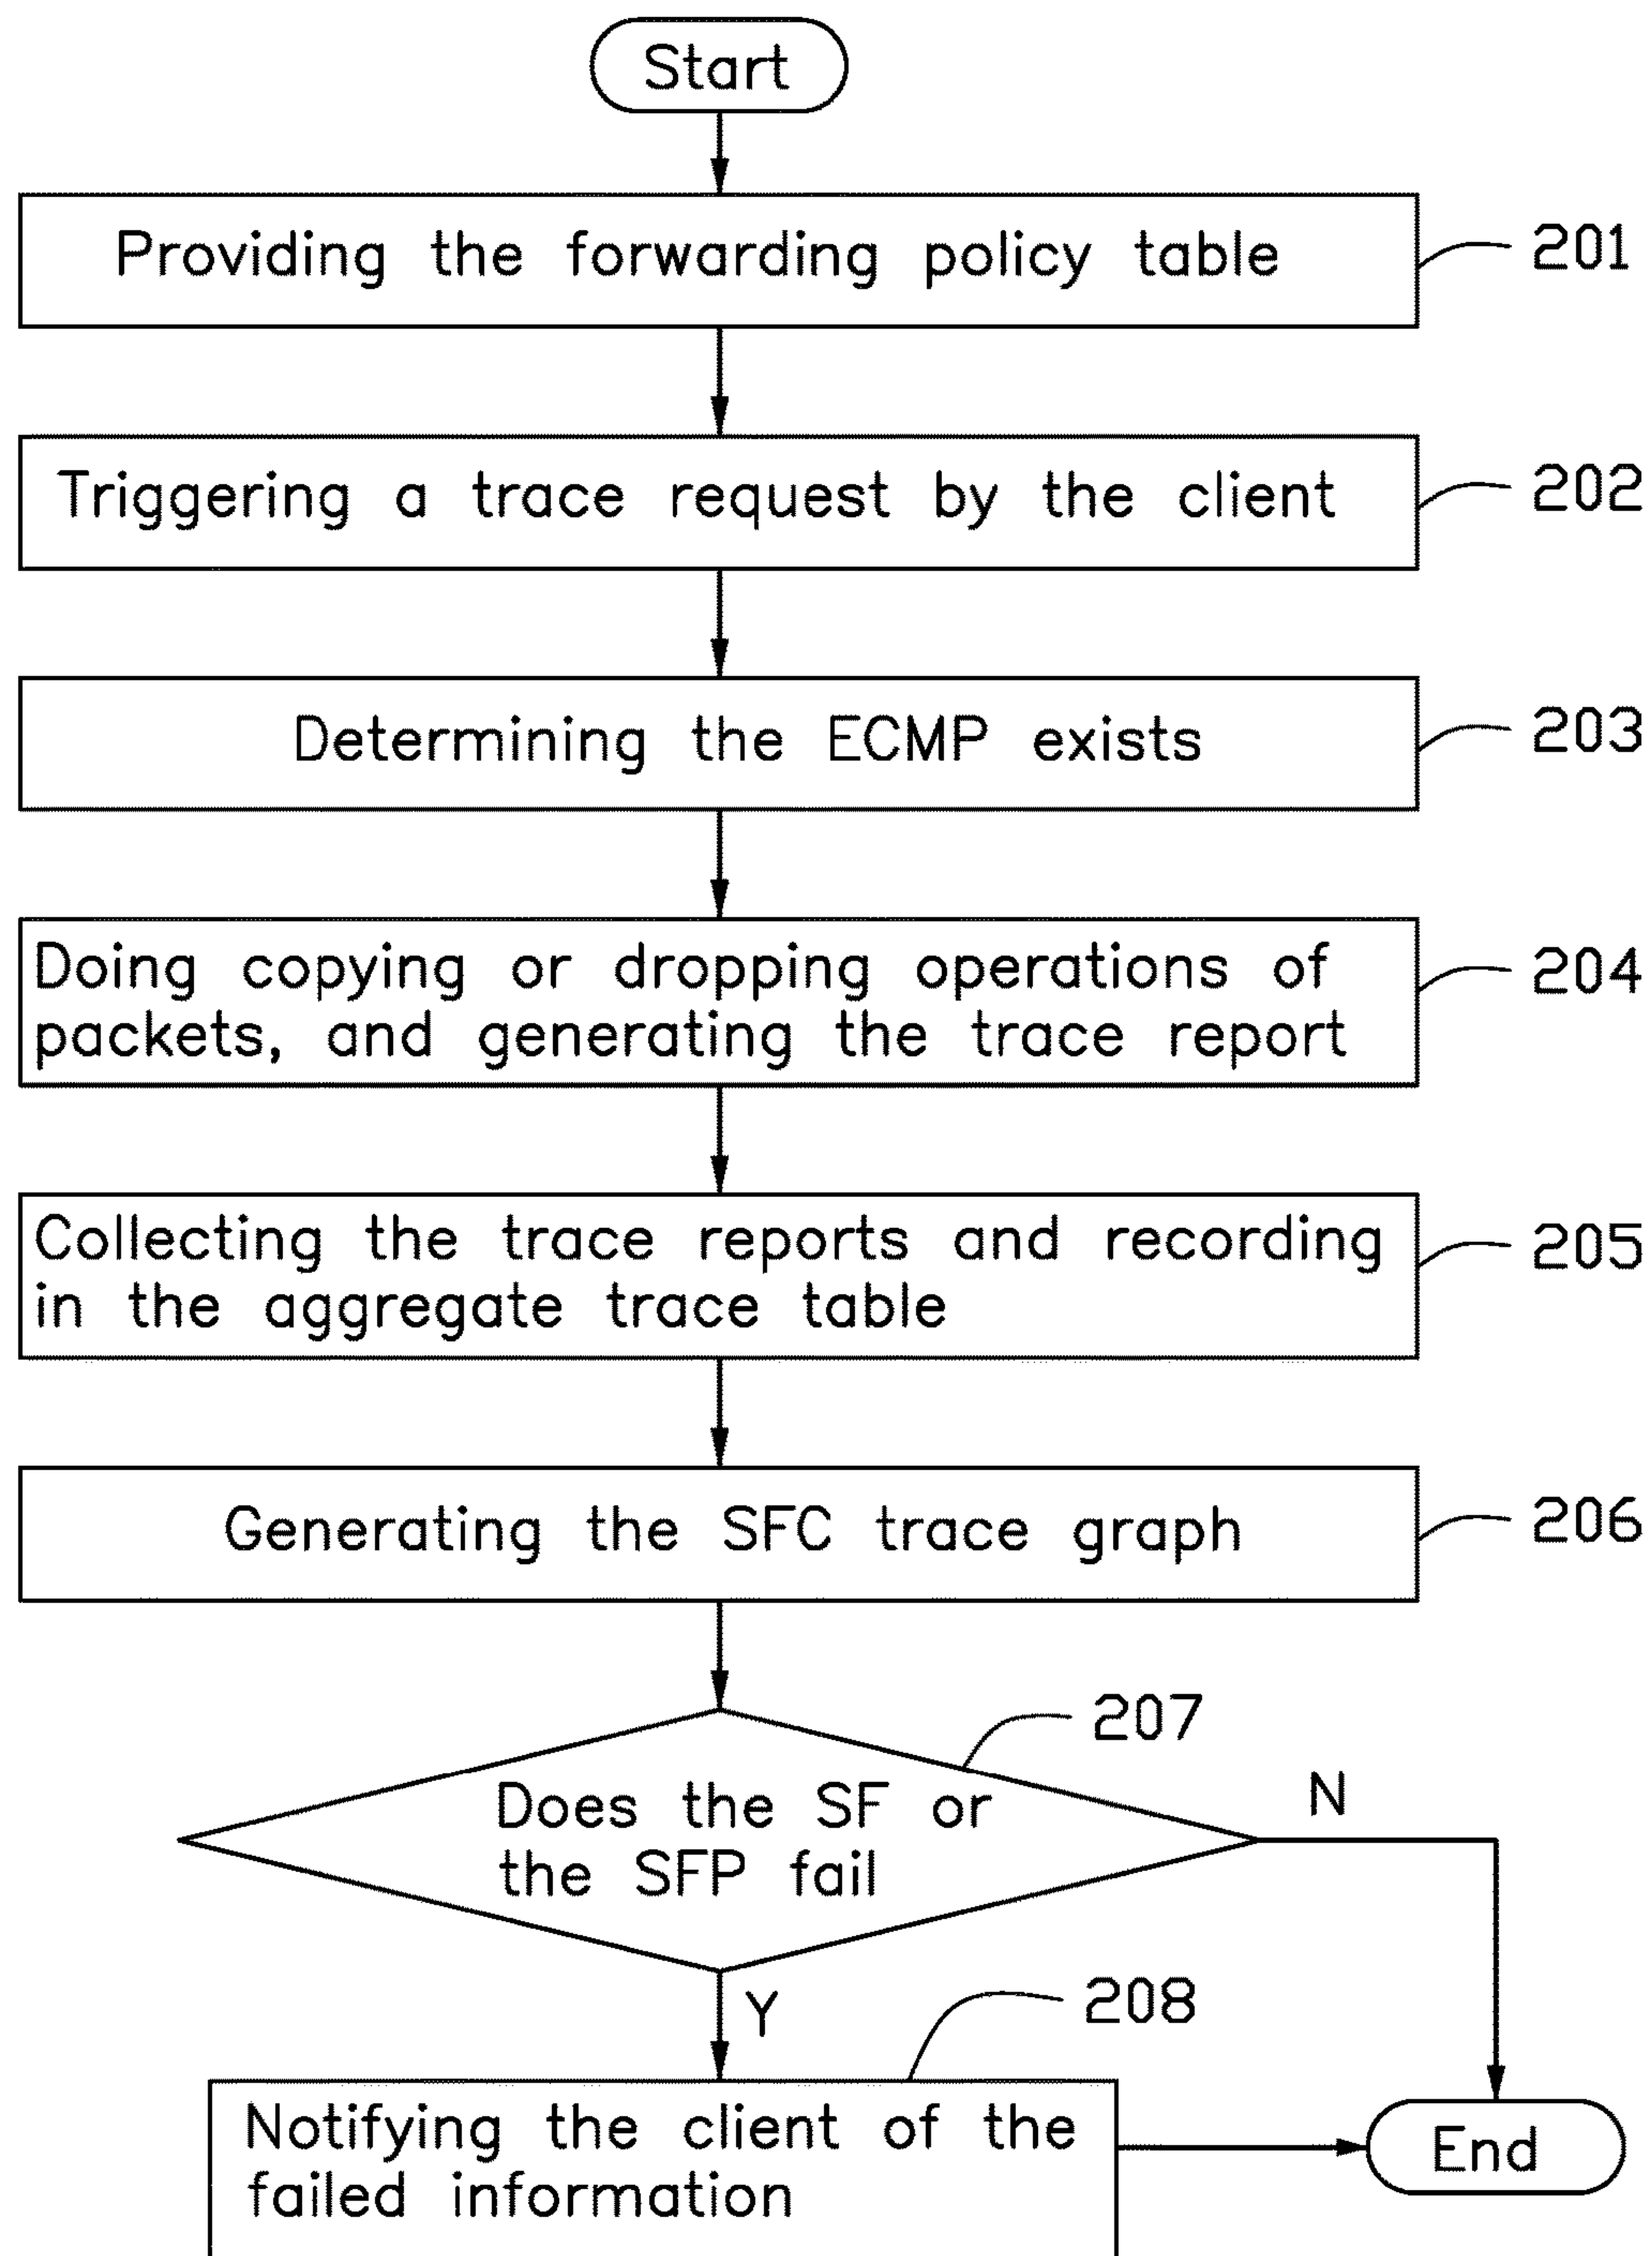 Start
Providing the forwarding policy table
201
Triggering a trace request by the client
202
Determining the ECMP exists
203
Doing copying or dropping operations of
packets, and generating the trace report
204
Collecting the trace reports and recording
in the aggregate trace table
205
Generating the SFC trace graph
206
207
Does the SF or
the SFP fail
N
Y
208
Notifying the client of the
failed information
End